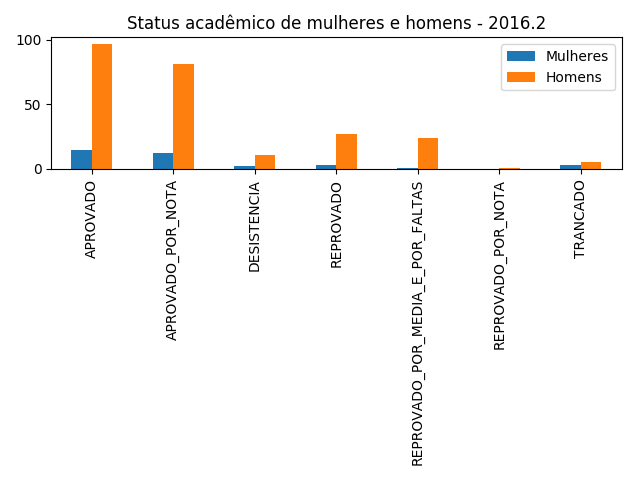 Status acadêmico de mulheres e homens - 2016.2
100
50
0
Mulheres
Homens
APROVADO
APROVADO_POR_NOTA
DESISTENCIA
REPROVADO
REPROVADO_POR_MEDIA_E_POR_FALTAS
REPROVADO_POR_NOTA
TRANCADO